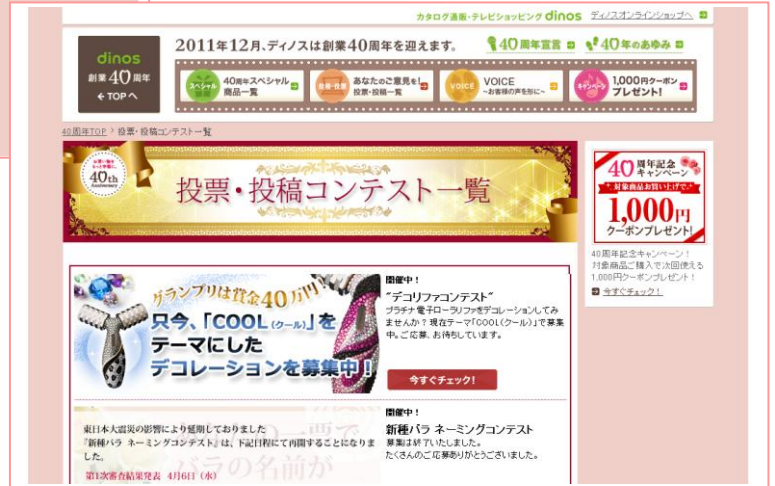 カタログ通販・テレビショッピング dinos ディノスオンラインショップへ
dinos
創業40周年
←TOPへ
2011年12月、ディノスは創業40周年を迎えます。
40周年宣言 40年のあゆみ
スペシャル 40周年スペシャル商品一覧
あなたのご意見を!投票・投稿一覧
VOICE VOICE ~お客様の声を形に~
キャンペーン 1,000円クーポンプレゼント!
40周年TOP > 投票・投稿コンテスト一覧
40th
Anniversary
投票・投稿コンテスト一覧
40周年記念
キャンペーン
対象商品お買い上げで
1,000円
クーポンプレゼント!
40周年記念キャンペーン!
対象商品ご購入で次回使える
1,000円クーポンプレゼント!
今すぐチェック!
グランプリは賞金40万円
只今、「COOL(クール)」を
テーマにした
デコレーションを募集中!
開催中!
"デコリファコンテスト"
プラチナ電子ローラリファをデコレーションしてみ
ませんか?現在テーマ「COOL(クール)」で募集
中。ご応募、お待ちしています。
今すぐチェック!
東日本大震災の影響により延期しておりました
『新種バラ ネーミングコンテスト』は、下記日程にて再開することになりま
した。
第1次審査結果発表 4月6日(水)
開催中!
新種バラ ネーミングコンテスト
募集は終了いたしました。
たくさんのご応募ありがとうございました。